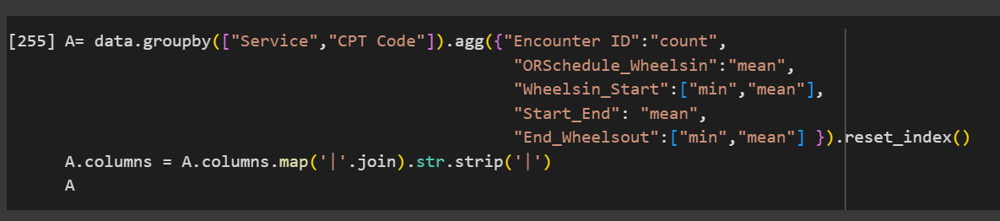 [255] A= data.groupby(["Service","CPT Code"]).agg({"Encounter ID":"count",
"ORSchedule_Wheelsin":"mean",
"Wheelsin_Start":["min","mean"],
"Start_End": "mean",
"End_Wheelsout":["min","mean"] }).reset_index()
A.columns = A.columns.map('|'.join).str.strip('|')
A